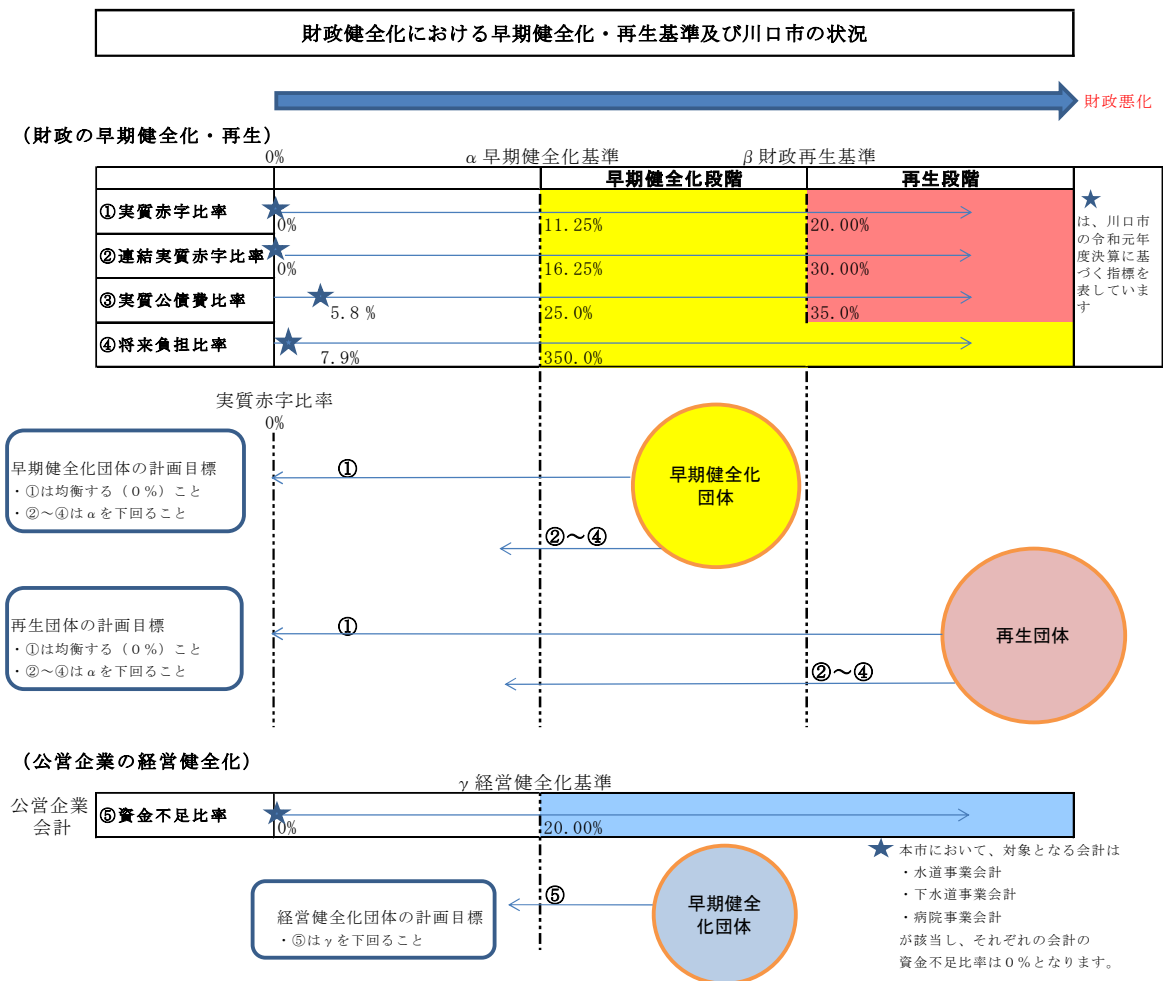 財政健全化における早期健全化・再生基準及び川口市の状況
財政悪化
（財政の早期健全化・再生）
0%
α 早期健全化基準
β 財政再生基準
早期健全化段階
再生段階
①実質赤字比率
0%
11.25%
20.00%
②連結実質赤字比率
0%
16.25%
30.00%
③実質公債費比率
5.8%
25.0%
35.0%
④将来負担比率
7.9%
350.0%
★
は、川口市
の令和元年
度決算に基
づく指標を
表していま
す
実質赤字比率
0%
早期健全化団体の計画目標
・①は均衡する（０％）こと
・②～④はαを下回ること
①
早期健全化
団体
②～④
再生団体の計画目標
・①は均衡する（０％）こと
・②～④はαを下回ること
①
再生団体
②～④
（公営企業の経営健全化）
γ 経営健全化基準
公営企業
会計
⑤資金不足比率
0%
20.00%
経営健全化団体の計画目標
・⑤はγを下回ること
⑤
早期健全
化団体
★ 本市において、対象となる会計は
・水道事業会計
・下水道事業会計
・病院事業会計
が該当し、それぞれの会計の
資金不足比率は０％となります。